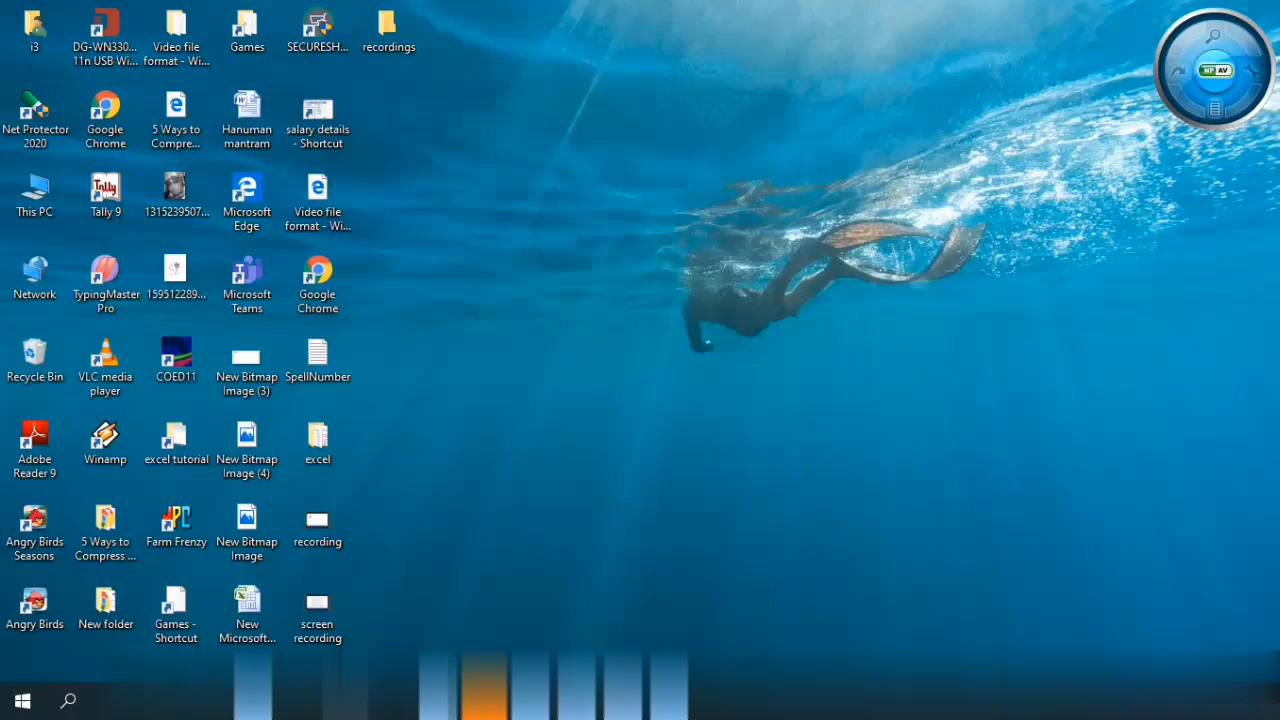 i3
DG-WN330...
11n USB Wi...
Video file
format - Wi...
Games
SECURESH...
recordings
Net Protector
2020
Google
Chrome
5 Ways to
Compre...
Hanuman
mantram
salary details
- Shortcut
This PC
Tally 9
1315239507...
Microsoft
Edge
Video file
format - Wi...
Network
TypingMaster
Pro
159512289...
Microsoft
Teams
Google
Chrome
Recycle Bin
VLC media
player
COED11
New Bitmap
Image (3)
SpellNumber
Adobe
Reader 9
Winamp
excel tutorial
New Bitmap
Image (4)
excel
Angry Birds
Seasons
5 Ways to
Compress ...
Farm Frenzy
New Bitmap
Image
recording
Angry Birds
New folder
Games -
Shortcut
New
Microsoft...
screen
recording
Tally
PC
NP AV